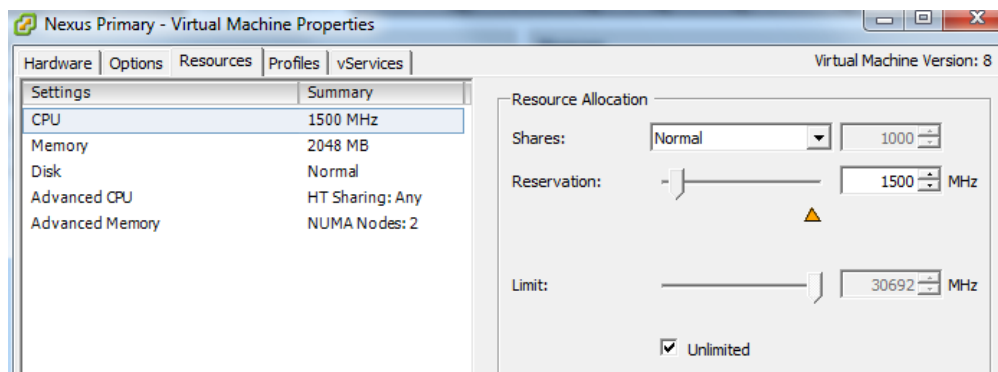 Nexus Primary - Virtual Machine Properties
Hardware Options Resources Profiles vServices
Virtual Machine Version: 8
Settings Summary
CPU 1500 MHz
Memory 2048 MB
Disk Normal
Advanced CPU HT Sharing: Any
Advanced Memory NUMA Nodes: 2
Resource Allocation
Shares: Normal 1000
Reservation: 1500 MHz
Limit: 30692 MHz
Unlimited